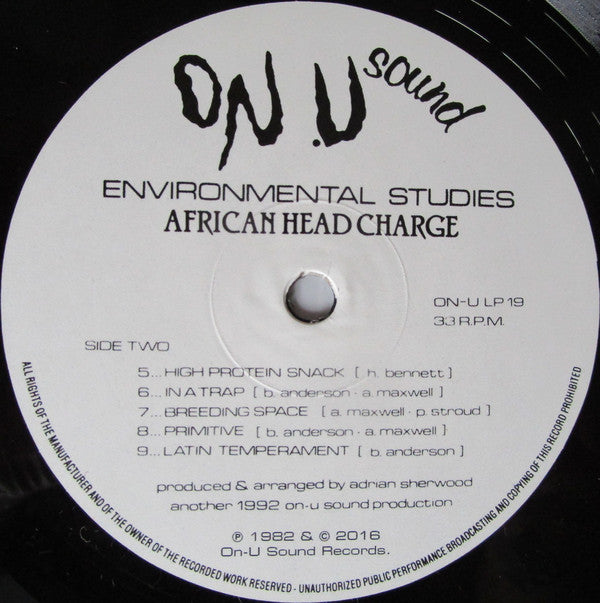 ON.U sound
ENVIRONMENTAL STUDIES
AFRICAN HEAD CHARGE
ON-U LP 19
33 R.P.M.
SIDE TWO
5... HIGH PROTEIN SNACK [ h. bennett ]
6... IN A TRAP [ b. anderson · a. maxwell ]
7... BREEDING SPACE [ a. maxwell · p. stroud ]
8... PRIMITIVE [ b. anderson · a. maxwell ]
9... LATIN TEMPERAMENT [ b. anderson ]
produced & arranged by adrian sherwood
another 1992 on·u sound production
℗ 1982 & © 2016
On-U Sound Records.
ALL RIGHTS OF THE MANUFACTURER AND OF THE OWNER OF THE RECORDED WORK RESERVED - UNAUTHORIZED PUBLIC PERFORMANCE BROADCASTING AND COPYING OF THIS RECORD PROHIBITED